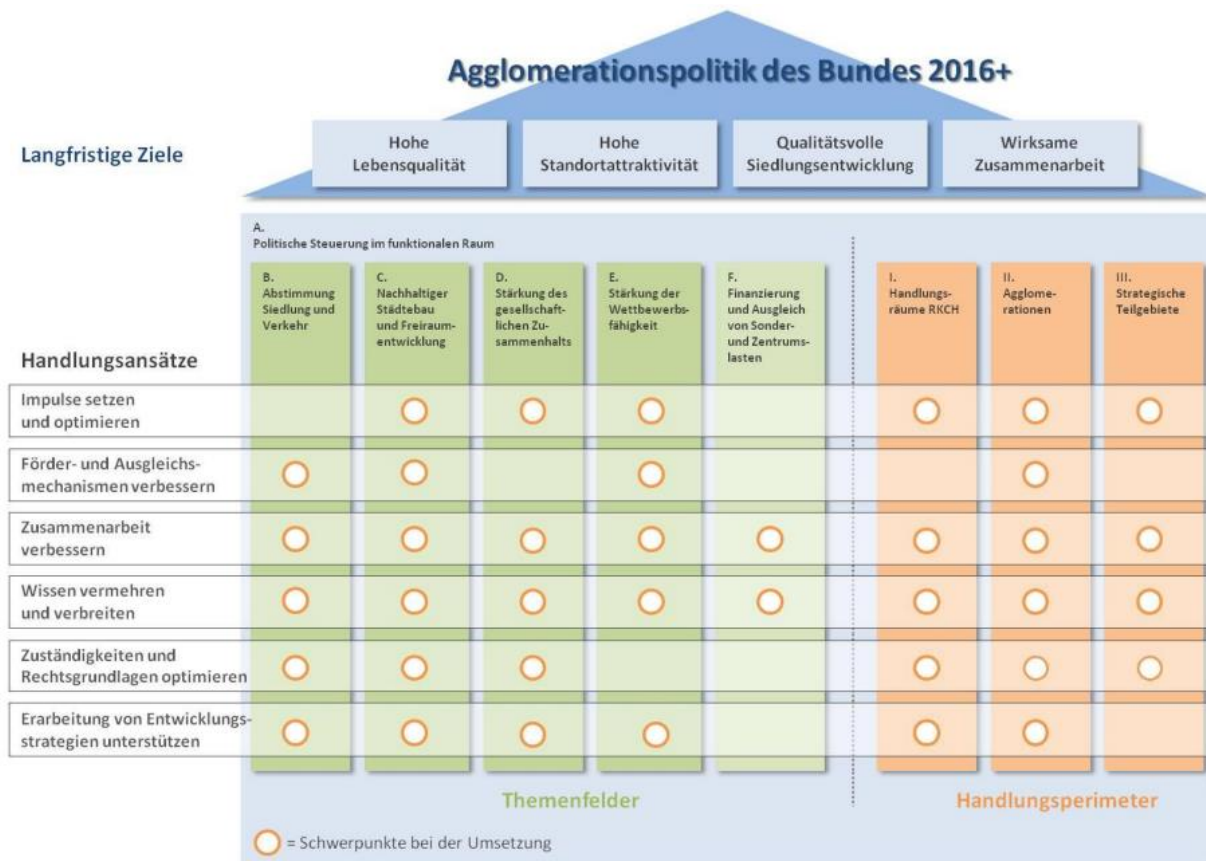 Agglomerationspolitik des Bundes 2016+
Langfristige Ziele
Hohe
Lebensqualität
Hohe
Standortattraktivität
Qualitätsvolle
Siedlungsentwicklung
Wirksame
Zusammenarbeit
A.
Politische Steuerung im funktionalen Raum
B.
Abstimmung
Siedlung und
Verkehr
C.
Nachhaltiger
Städtebau
und Freiraum-
entwicklung
D.
Stärkung des
gesellschaft-
lichen Zu-
sammenhalts
E.
Stärkung der
Wettbewerbs-
fähigkeit
F.
Finanzierung
und Ausgleich
von Sonder-
und Zentrums-
lasten
I.
Handlungs-
räume RKCH
II.
Agglome-
rationen
III.
Strategische
Teilgebiete
Handlungsansätze
Impulse setzen
und optimieren
Förder- und Ausgleichs-
mechanismen verbessern
Zusammenarbeit
verbessern
Wissen vermehren
und verbreiten
Zuständigkeiten und
Rechtsgrundlagen optimieren
Erarbeitung von Entwicklungs-
strategien unterstützen
Themenfelder
Handlungsperimeter
= Schwerpunkte bei der Umsetzung